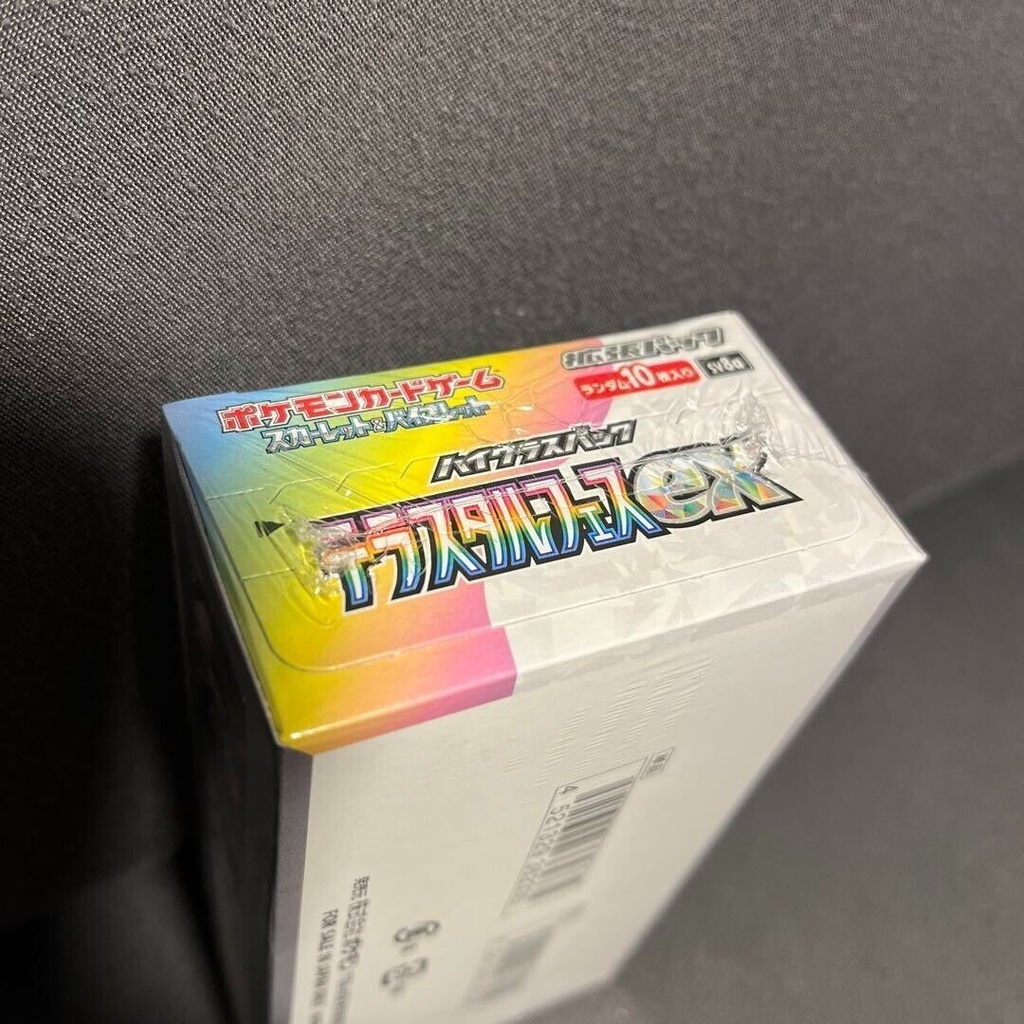 ポケモンカードゲーム
スカーレット&バイオレット
拡張パック
ランダム10枚入り
sv8a
ハイクラスパック
テラスタルフェスex
FOR SALE IN JAPAN